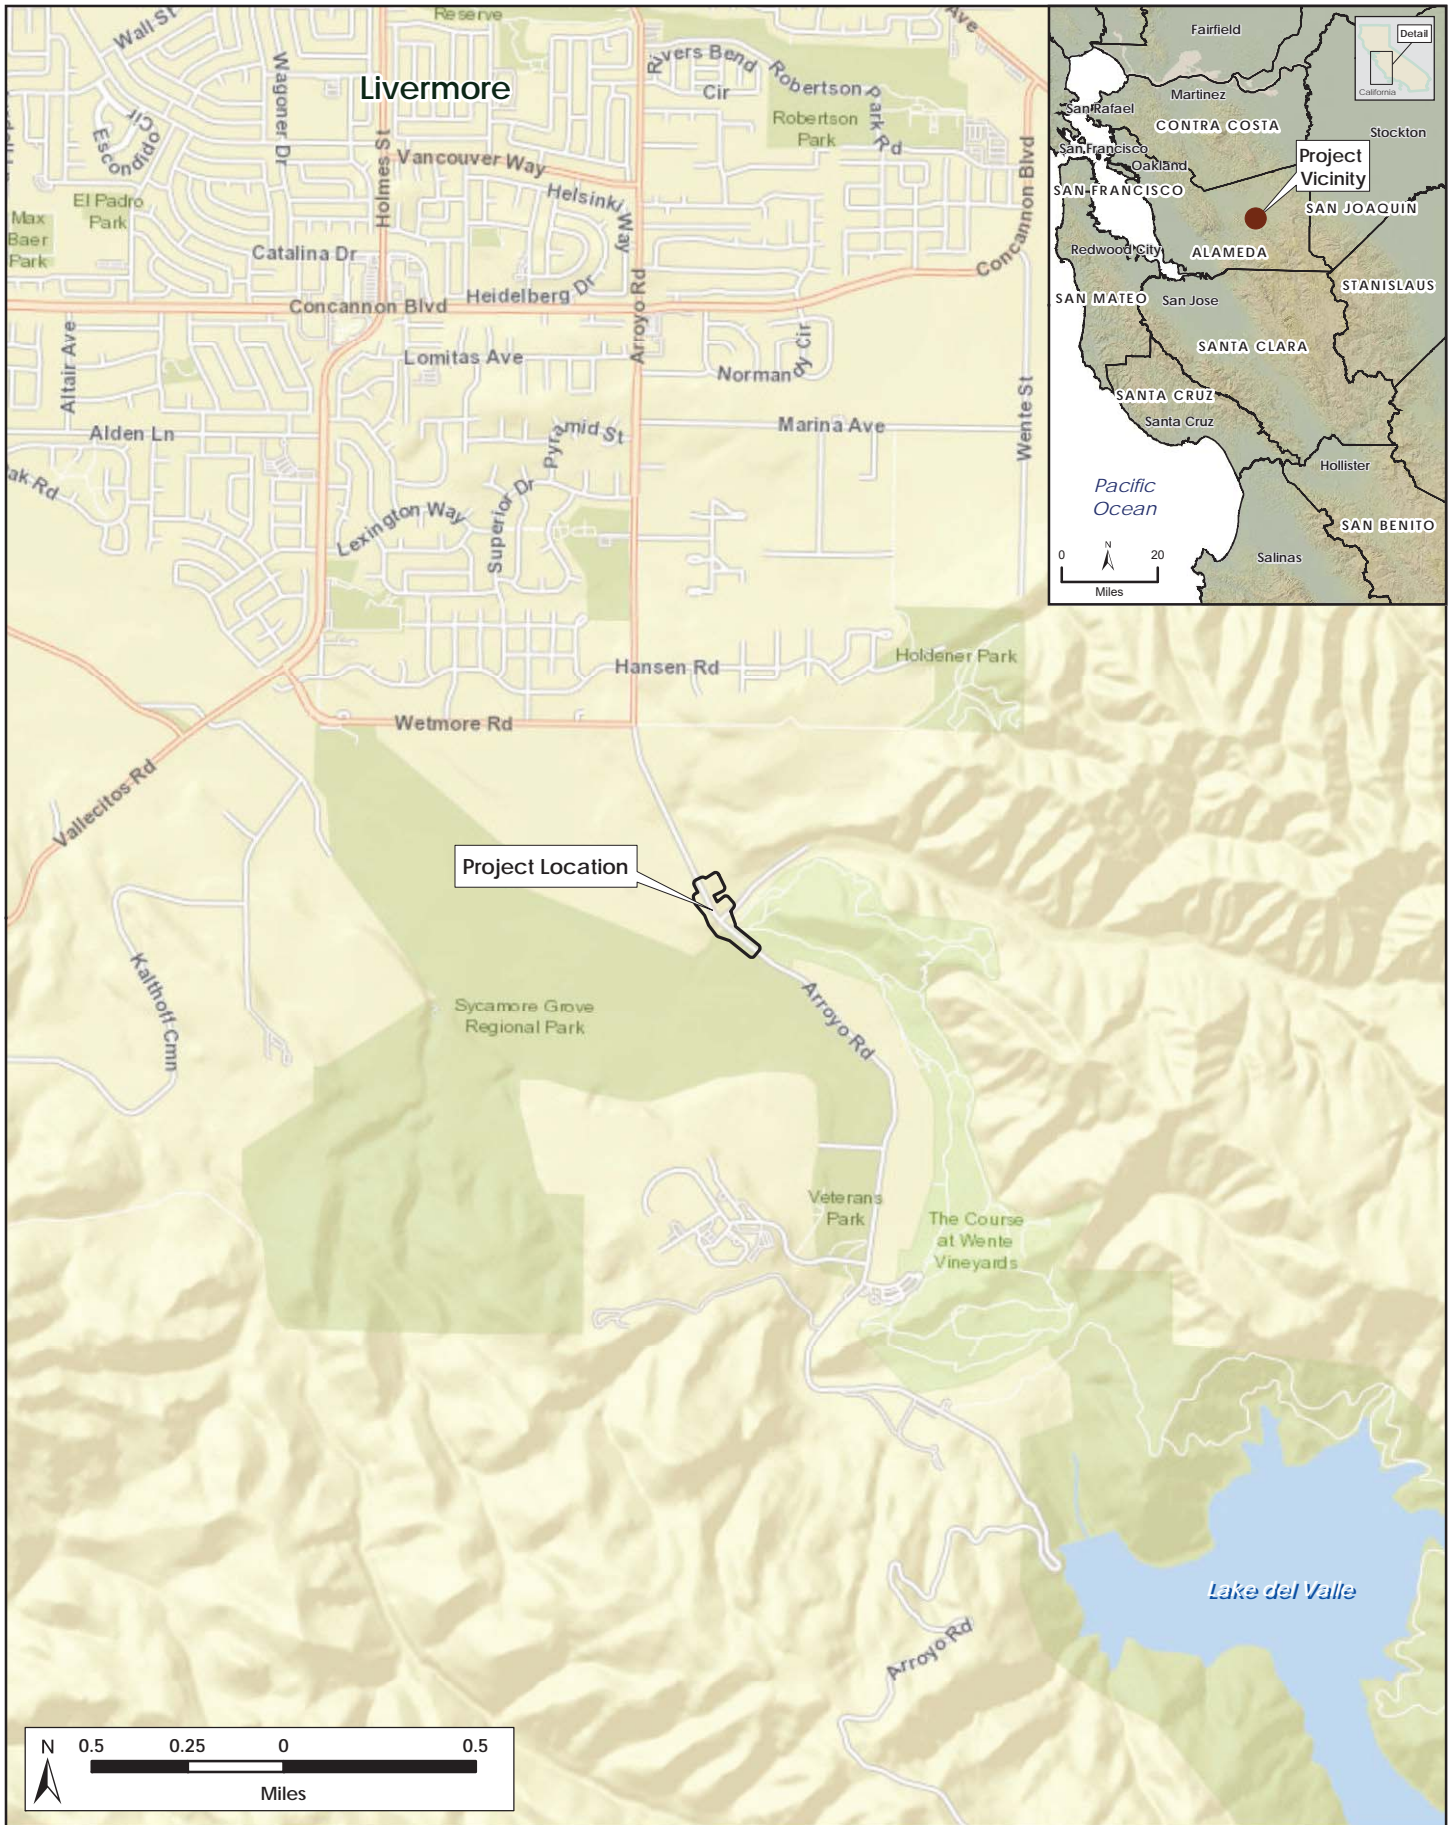 Reserve
Ave
Wall St
Livermore
Rivers Bend
Cir
Robertson
Park Rd
Robertson
Park
Wagoner Dr
Escondido Cir
Holmes St
Vancouver Way
Helsinki Way
El Padro
Park
Max
Baer
Park
Catalina Dr
Concannon Blvd
Heidelberg Dr
Arroyo Rd
Concannon Blvd
Altair Ave
Lomitas Ave
Normandy Cir
Wente St
Alden Ln
Pyramid St
Marina Ave
oak Rd
Lexington Way
Superior Dr
Hansen Rd
Holdener Park
Wetmore Rd
Vallecitos Rd
Project Location
Kalthoff Cmn
Sycamore Grove
Regional Park
Arroyo Rd
Veterans
Park
The Course
at Wente
Vineyards
Lake del Valle
Arroyo Rd
N
0.5 0.25 0 0.5
Miles
Fairfield
Detail
California
Martinez
San Rafael
CONTRA COSTA
Stockton
San Francisco
Oakland
Project
Vicinity
SAN FRANCISCO
SAN JOAQUIN
Redwood City
ALAMEDA
STANISLAUS
SAN MATEO
San Jose
SANTA CLARA
SANTA CRUZ
Santa Cruz
Hollister
Pacific
Ocean
SAN BENITO
Salinas
N
0 20
Miles